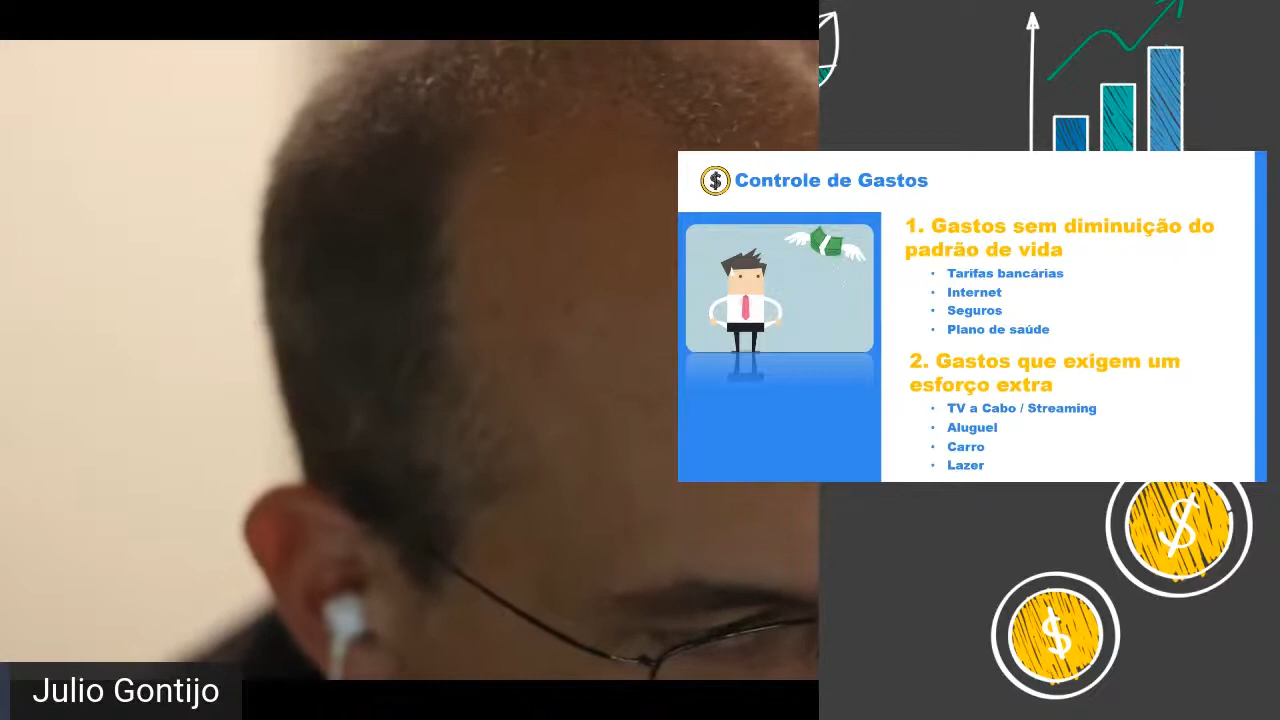 Controle de Gastos
1. Gastos sem diminuição do
padrão de vida
• Tarifas bancárias
• Internet
• Seguros
• Plano de saúde
2. Gastos que exigem um
esforço extra
• TV a Cabo / Streaming
• Aluguel
• Carro
• Lazer
Julio Gontijo